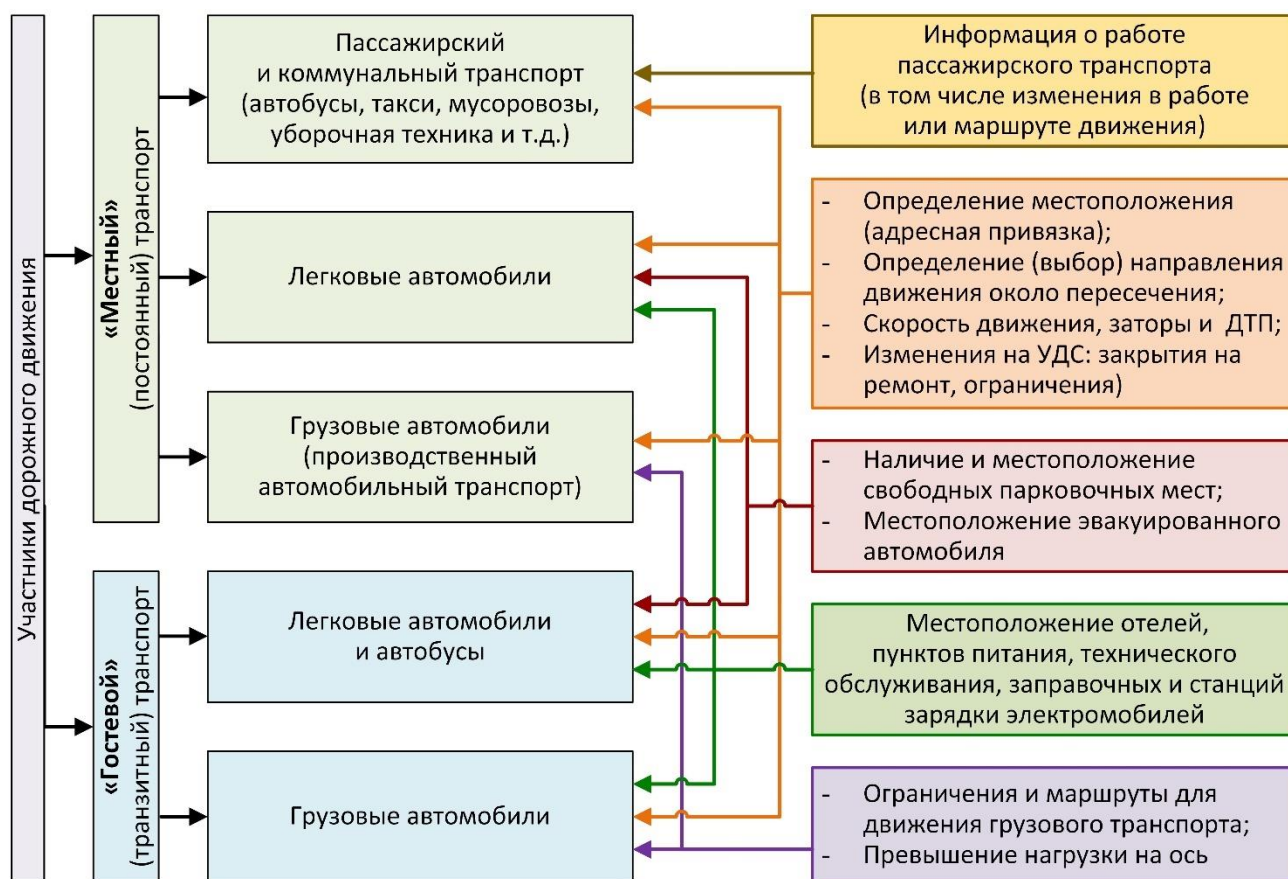 Участники дорожного движения
«Местный»
(постоянный) транспорт
Пассажирский
и коммунальный транспорт
(автобусы, такси, мусоровозы,
уборочная техника и т.д.)
Легковые автомобили
Грузовые автомобили
(производственный
автомобильный транспорт)
«Гостевой»
(транзитный) транспорт
Легковые автомобили
и автобусы
Грузовые автомобили
Информация о работе
пассажирского транспорта
(в том числе изменения в работе
или маршруте движения)
- Определение местоположения
(адресная привязка);
- Определение (выбор) направления
движения около пересечения;
- Скорость движения, заторы и ДТП;
- Изменения на УДС: закрытия на
ремонт, ограничения)
- Наличие и местоположение
свободных парковочных мест;
- Местоположение эвакуированного
автомобиля
Местоположение отелей,
пунктов питания, технического
обслуживания, заправочных и станций
зарядки электромобилей
- Ограничения и маршруты для
движения грузового транспорта;
- Превышение нагрузки на ось